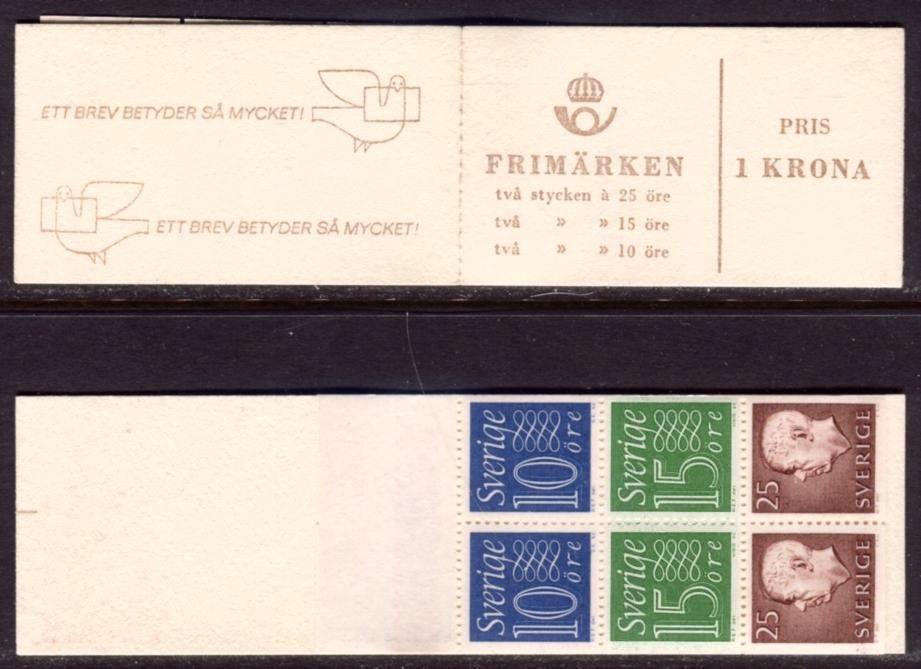 ETT BREV BETYDER SÅ MYCKET!
ETT BREV BETYDER SÅ MYCKET!
FRIMÄRKEN
två stycken à 25 öre
två » » 15 öre
två » » 10 öre
PRIS
1 KRONA
Sverige
10 öre
Sverige
15 öre
25
SVERIGE
Sverige
10 öre
Sverige
15 öre
25
SVERIGE